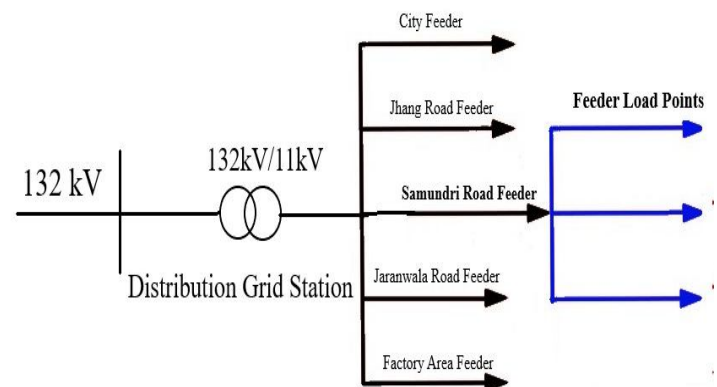 City Feeder
Jhang Road Feeder
Feeder Load Points
132kV/11kV
132 kV
Samundri Road Feeder
Distribution Grid Station
Jaranwala Road Feeder
Factory Area Feeder